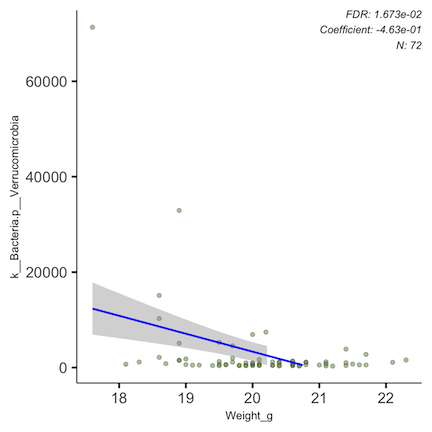 FDR: 1.673e-02
Coefficient: -4.63e-01
N: 72
k__Bacteria.p__Verrucomicrobia
60000
40000
20000
0
18 19 20 21 22
Weight_g